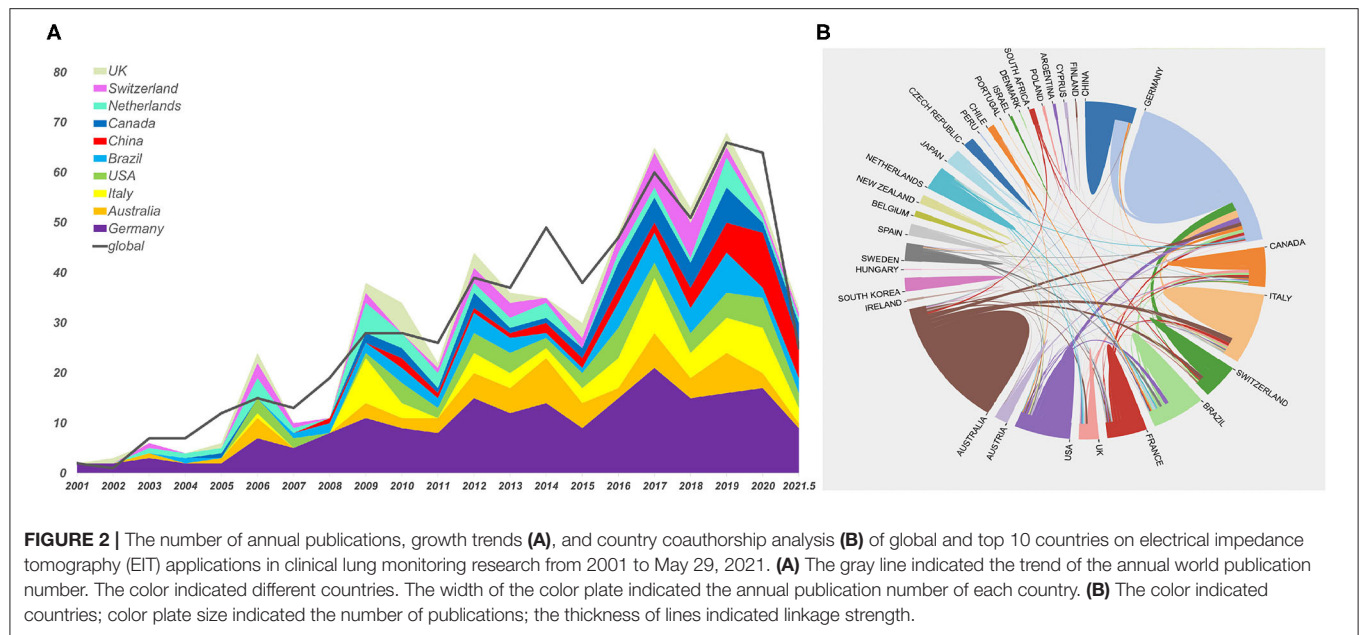 A
80
70
60
50
40
30
20
10
0
UK
Switzerland
Netherlands
Canada
China
Brazil
USA
Italy
Australia
Germany
global
2001 2002 2003 2004 2005 2006 2007 2008 2009 2010 2011 2012 2013 2014 2015 2016 2017 2018 2019 2020 2021.5
B
CHINA
GERMANY
CANADA
ITALY
SWITZERLAND
BRAZIL
FRANCE
UK
USA
AUSTRIA
AUSTRALIA
IRELAND
SOUTH KOREA
HUNGARY
SWEDEN
SPAIN
BELGIUM
NEW ZEALAND
NETHERLANDS
JAPAN
CZECH REPUBLIC
PERU
CHILE
PORTUGAL
ISRAEL
DENMARK
SOUTH AFRICA
POLAND
ARGENTINA
CYPRUS
FINLAND
FIGURE 2 | The number of annual publications, growth trends (A), and country coauthorship analysis (B) of global and top 10 countries on electrical impedance
tomography (EIT) applications in clinical lung monitoring research from 2001 to May 29, 2021. (A) The gray line indicated the trend of the annual world publication
number. The color indicated different countries. The width of the color plate indicated the annual publication number of each country. (B) The color indicated
countries; color plate size indicated the number of publications; the thickness of lines indicated linkage strength.